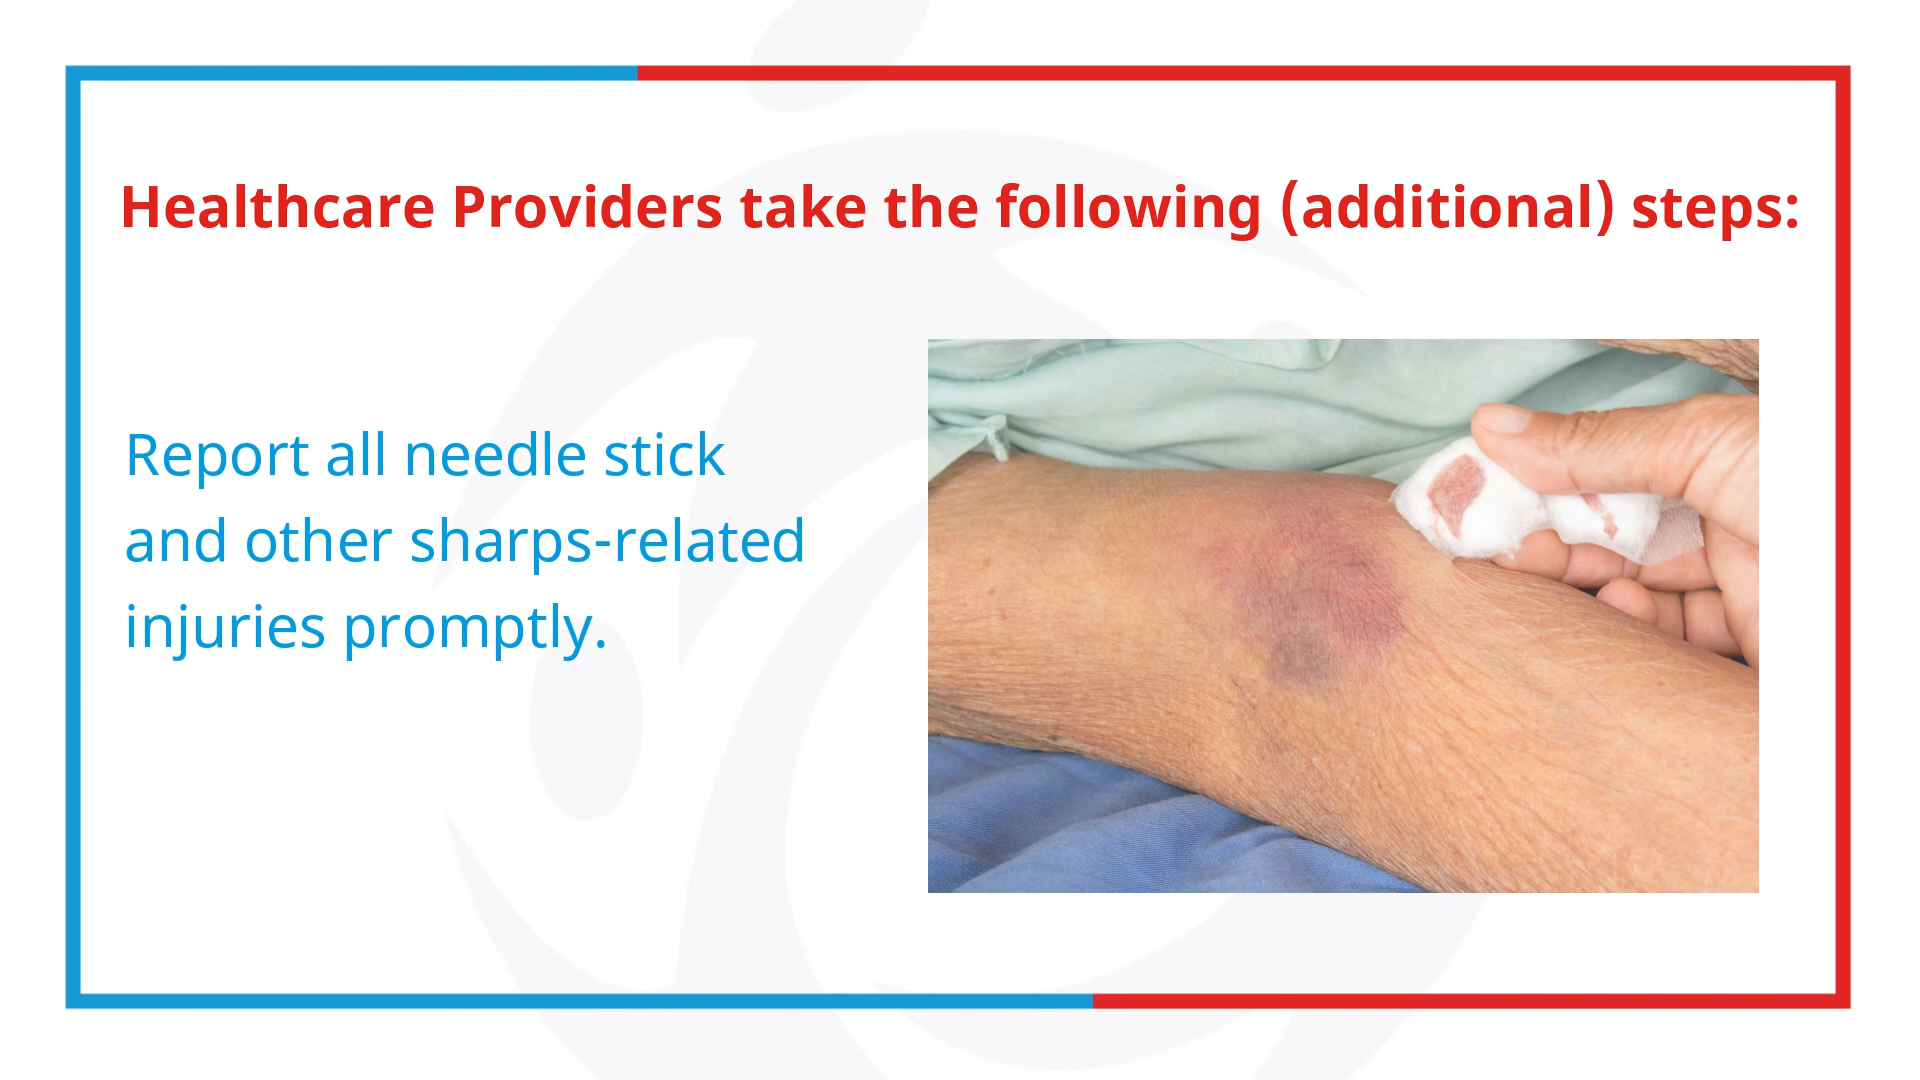 Healthcare Providers take the following (additional) steps:
Report all needle stick
and other sharps-related
injuries promptly.